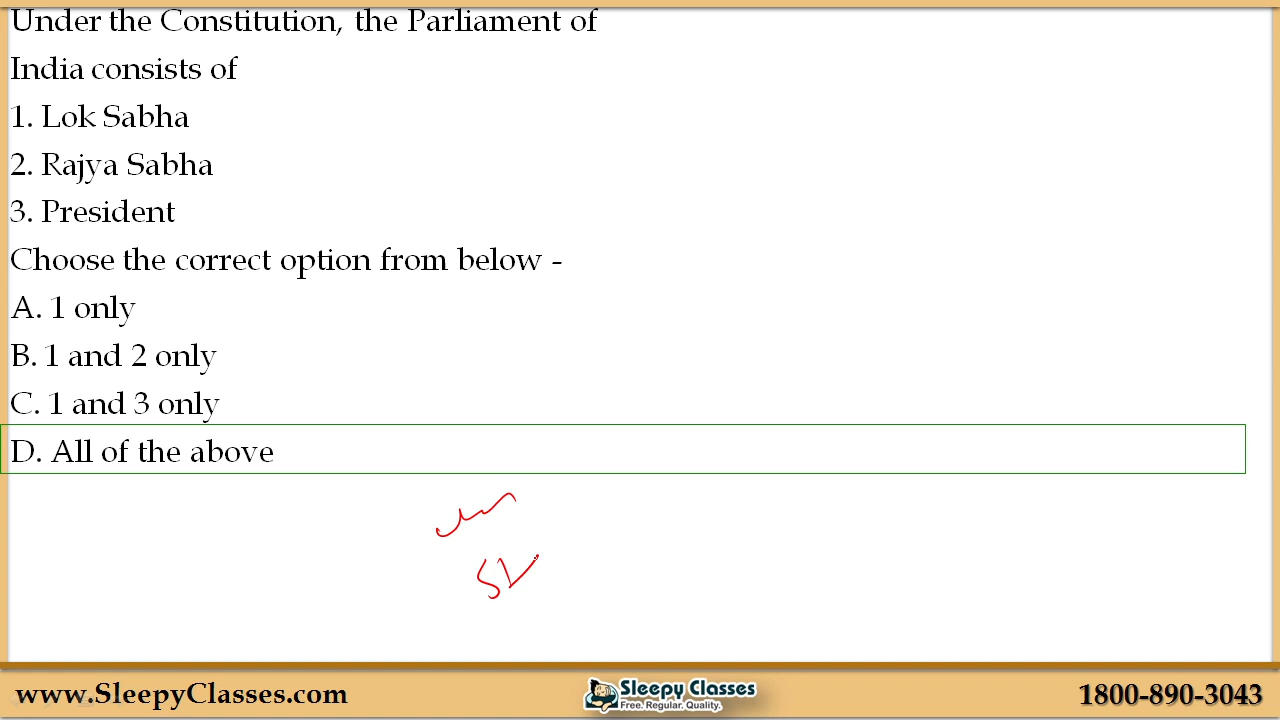 Under the Constitution, the Parliament of
India consists of
1. Lok Sabha
2. Rajya Sabha
3. President
Choose the correct option from below -
A. 1 only
B. 1 and 2 only
C. 1 and 3 only
D. All of the above
www.SleepyClasses.com
Sleepy Classes
Free. Regular. Quality.
1800-890-3043